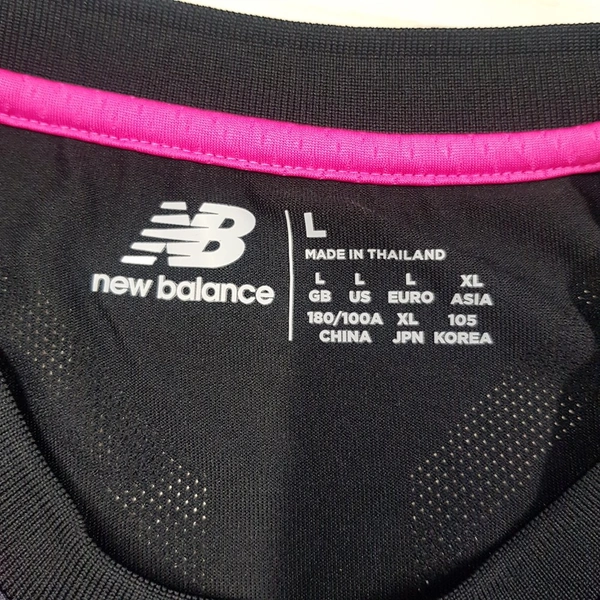 NB
new balance
L
MADE IN THAILAND
L L L XL
GB US EURO ASIA
180/100A XL 105
CHINA JPN KOREA